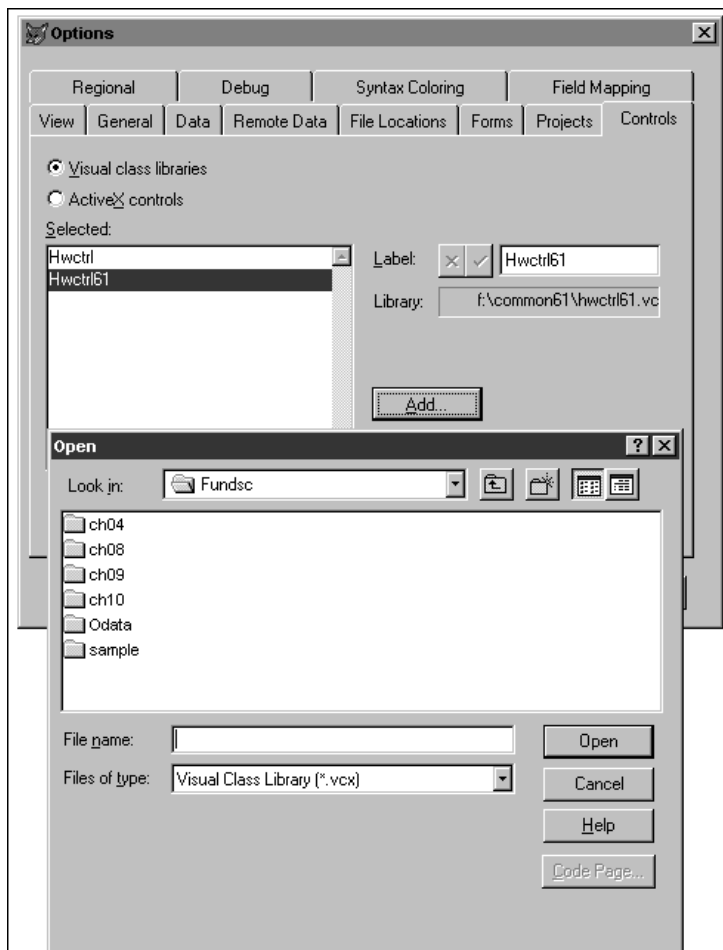 Options
Regional Debug Syntax Coloring Field Mapping
View General Data Remote Data File Locations Forms Projects Controls
Visual class libraries
ActiveX controls
Selected:
Hwctrl
Hwctrl61
Label: Hwctrl61
Library: f:\common61\hwctrl61.vc
Add...
Open
Look in: Fundsc
ch04
ch08
ch09
ch10
Odata
sample
File name: Open
Files of type: Visual Class Library (*.vcx) Cancel
Help
Code Page...